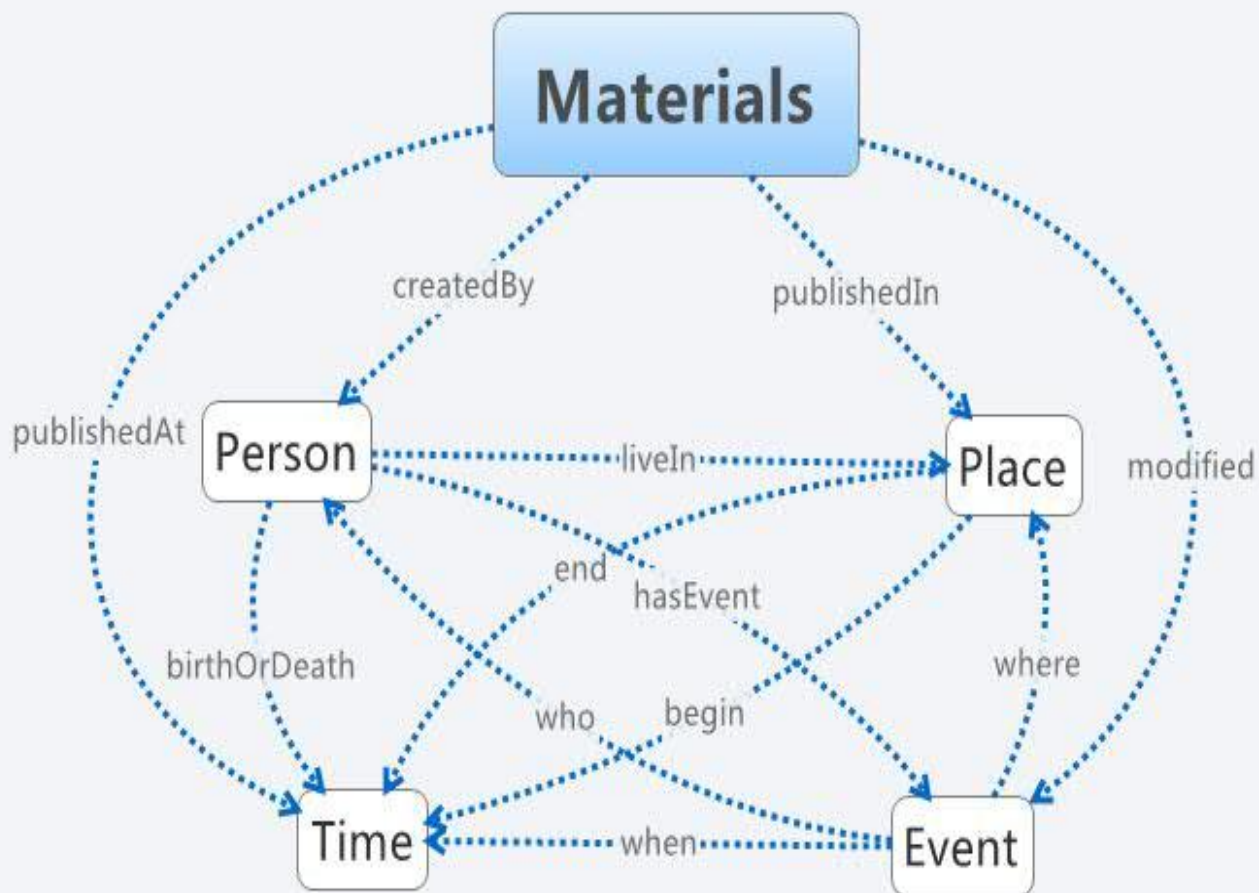 Materials
createdBy
publishedIn
publishedAt
Person
liveIn
Place
modified
end
hasEvent
birthOrDeath
where
who
begin
Time
when
Event